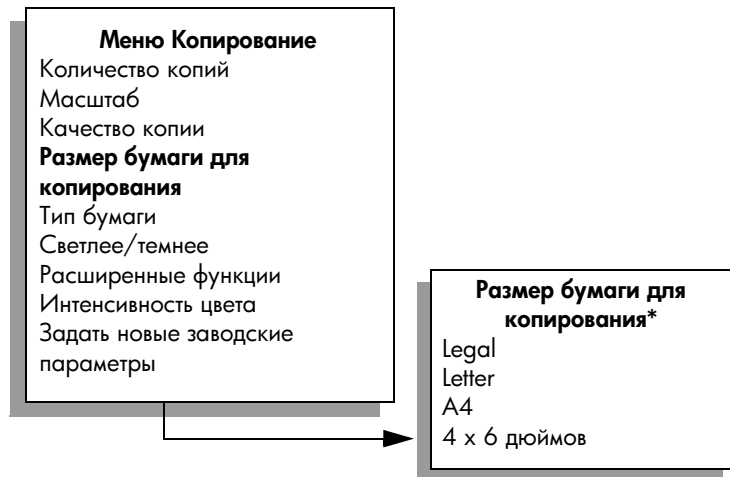 Меню Копирование
Количество копий
Масштаб
Качество копии
Размер бумаги для
копирования
Тип бумаги
Светлее/темнее
Расширенные функции
Интенсивность цвета
Задать новые заводские
параметры
Размер бумаги для
копирования*
Legal
Letter
A4
4 x 6 дюймов